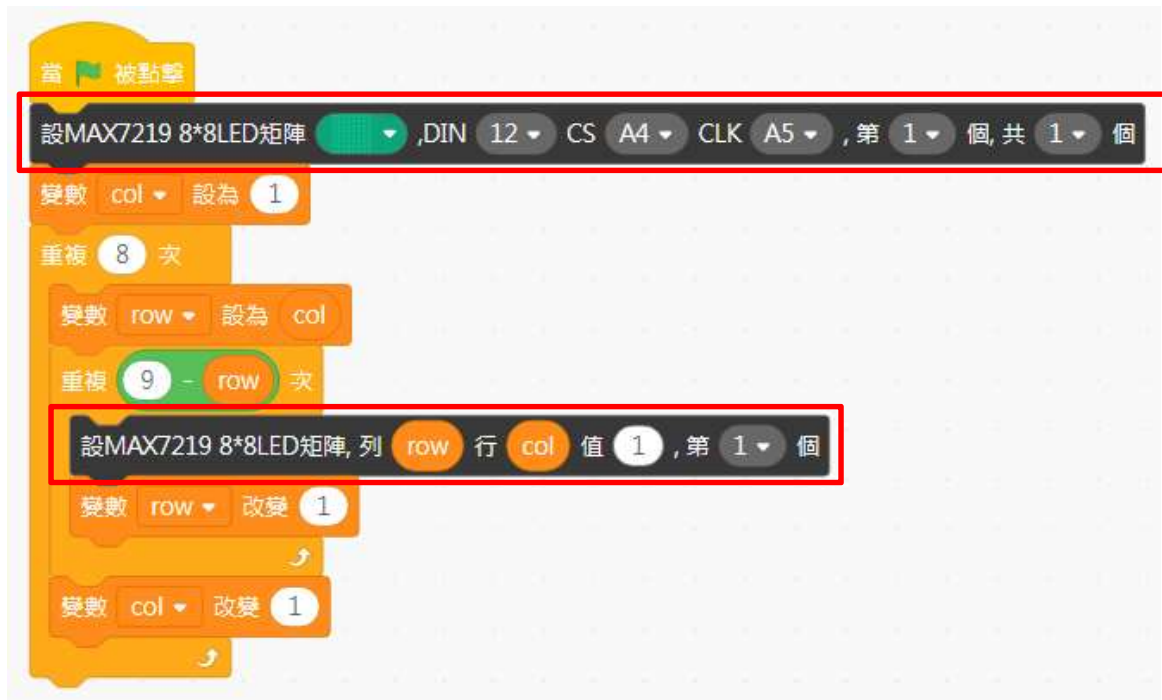 當 被點擊
設MAX7219 8*8LED矩陣 ,DIN 12 CS A4 CLK A5 , 第 1 個, 共 1 個
變數 col 設為 1
重複 8 次
變數 row 設為 col
重複 9 - row 次
設MAX7219 8*8LED矩陣, 列 row 行 col 值 1 , 第 1 個
變數 row 改變 1
變數 col 改變 1